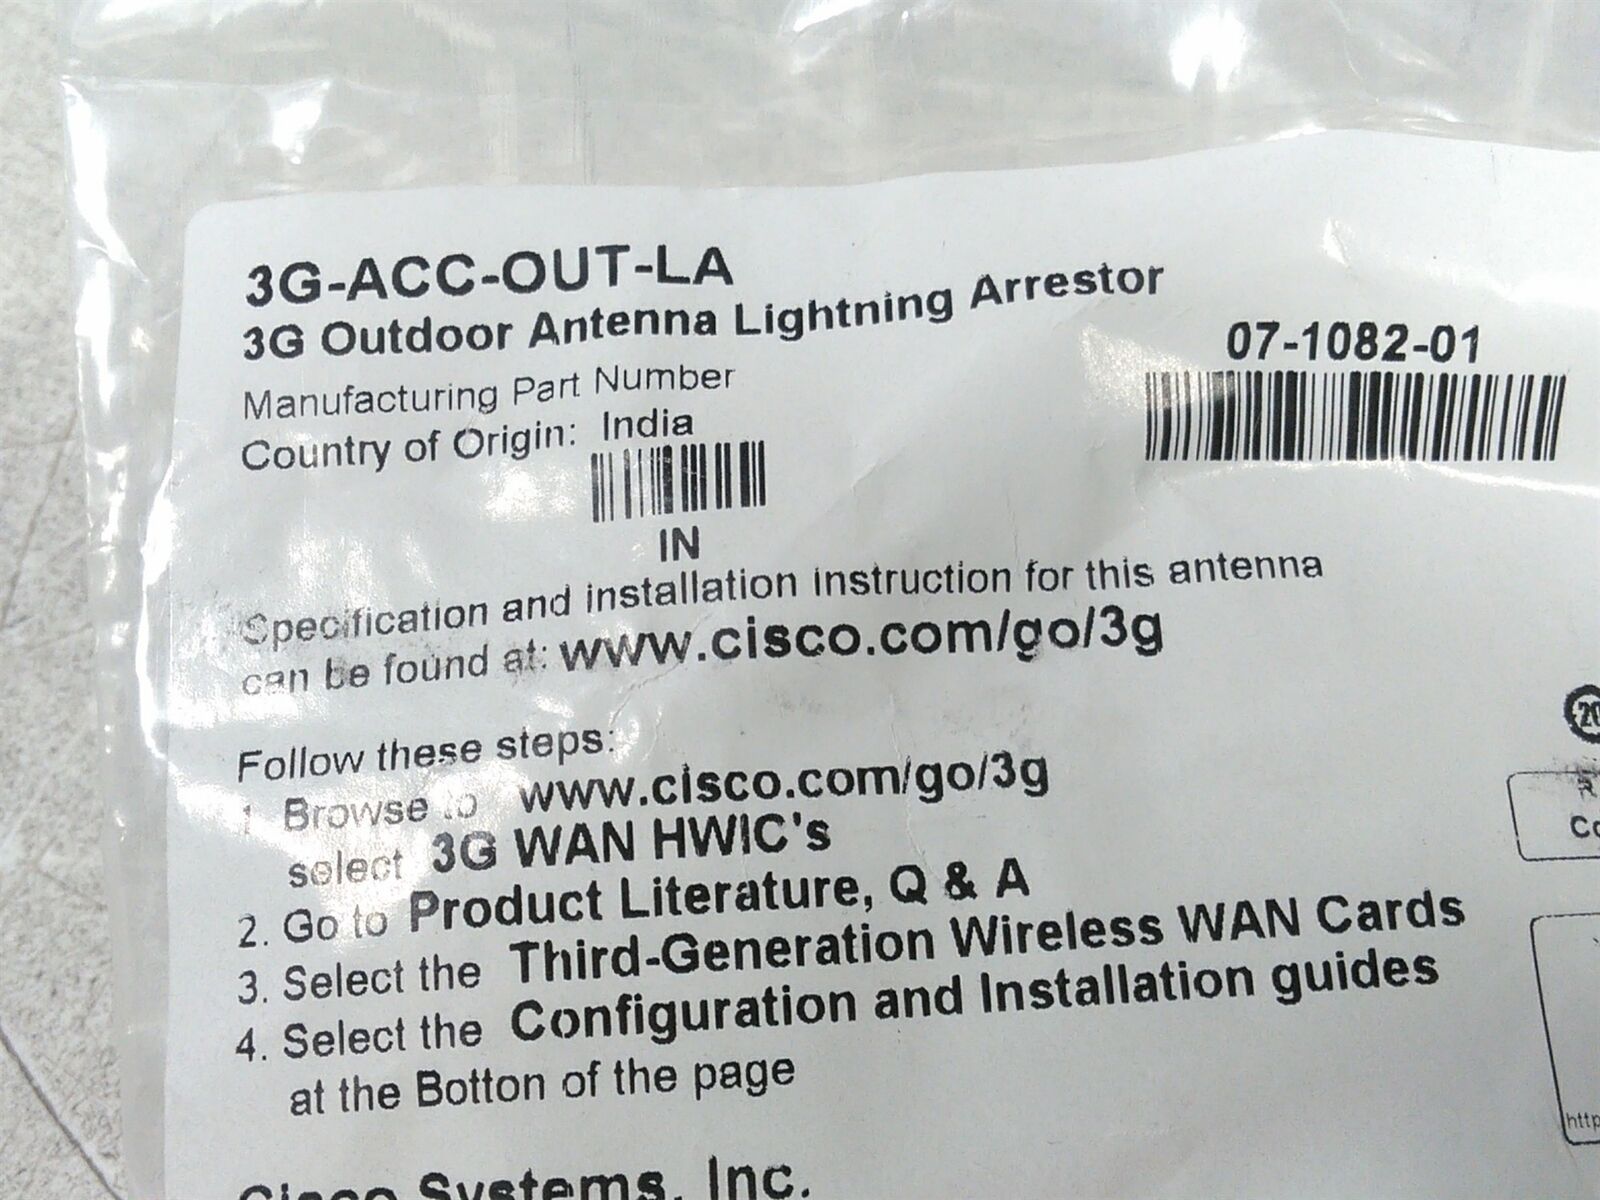 3G-ACC-OUT-LA
3G Outdoor Antenna Lightning Arrestor
07-1082-01
Manufacturing Part Number
Country of Origin: India
IN
Specification and installation instruction for this antenna
can be found at: www.cisco.com/go/3g
Follow these steps:
1. Browse to www.cisco.com/go/3g
select 3G WAN HWIC's
2. Go to Product Literature, Q & A
3. Select the Third-Generation Wireless WAN Cards
4. Select the Configuration and Installation guides
at the Botton of the page
Cisco Systems, Inc.
20
R
Co
http